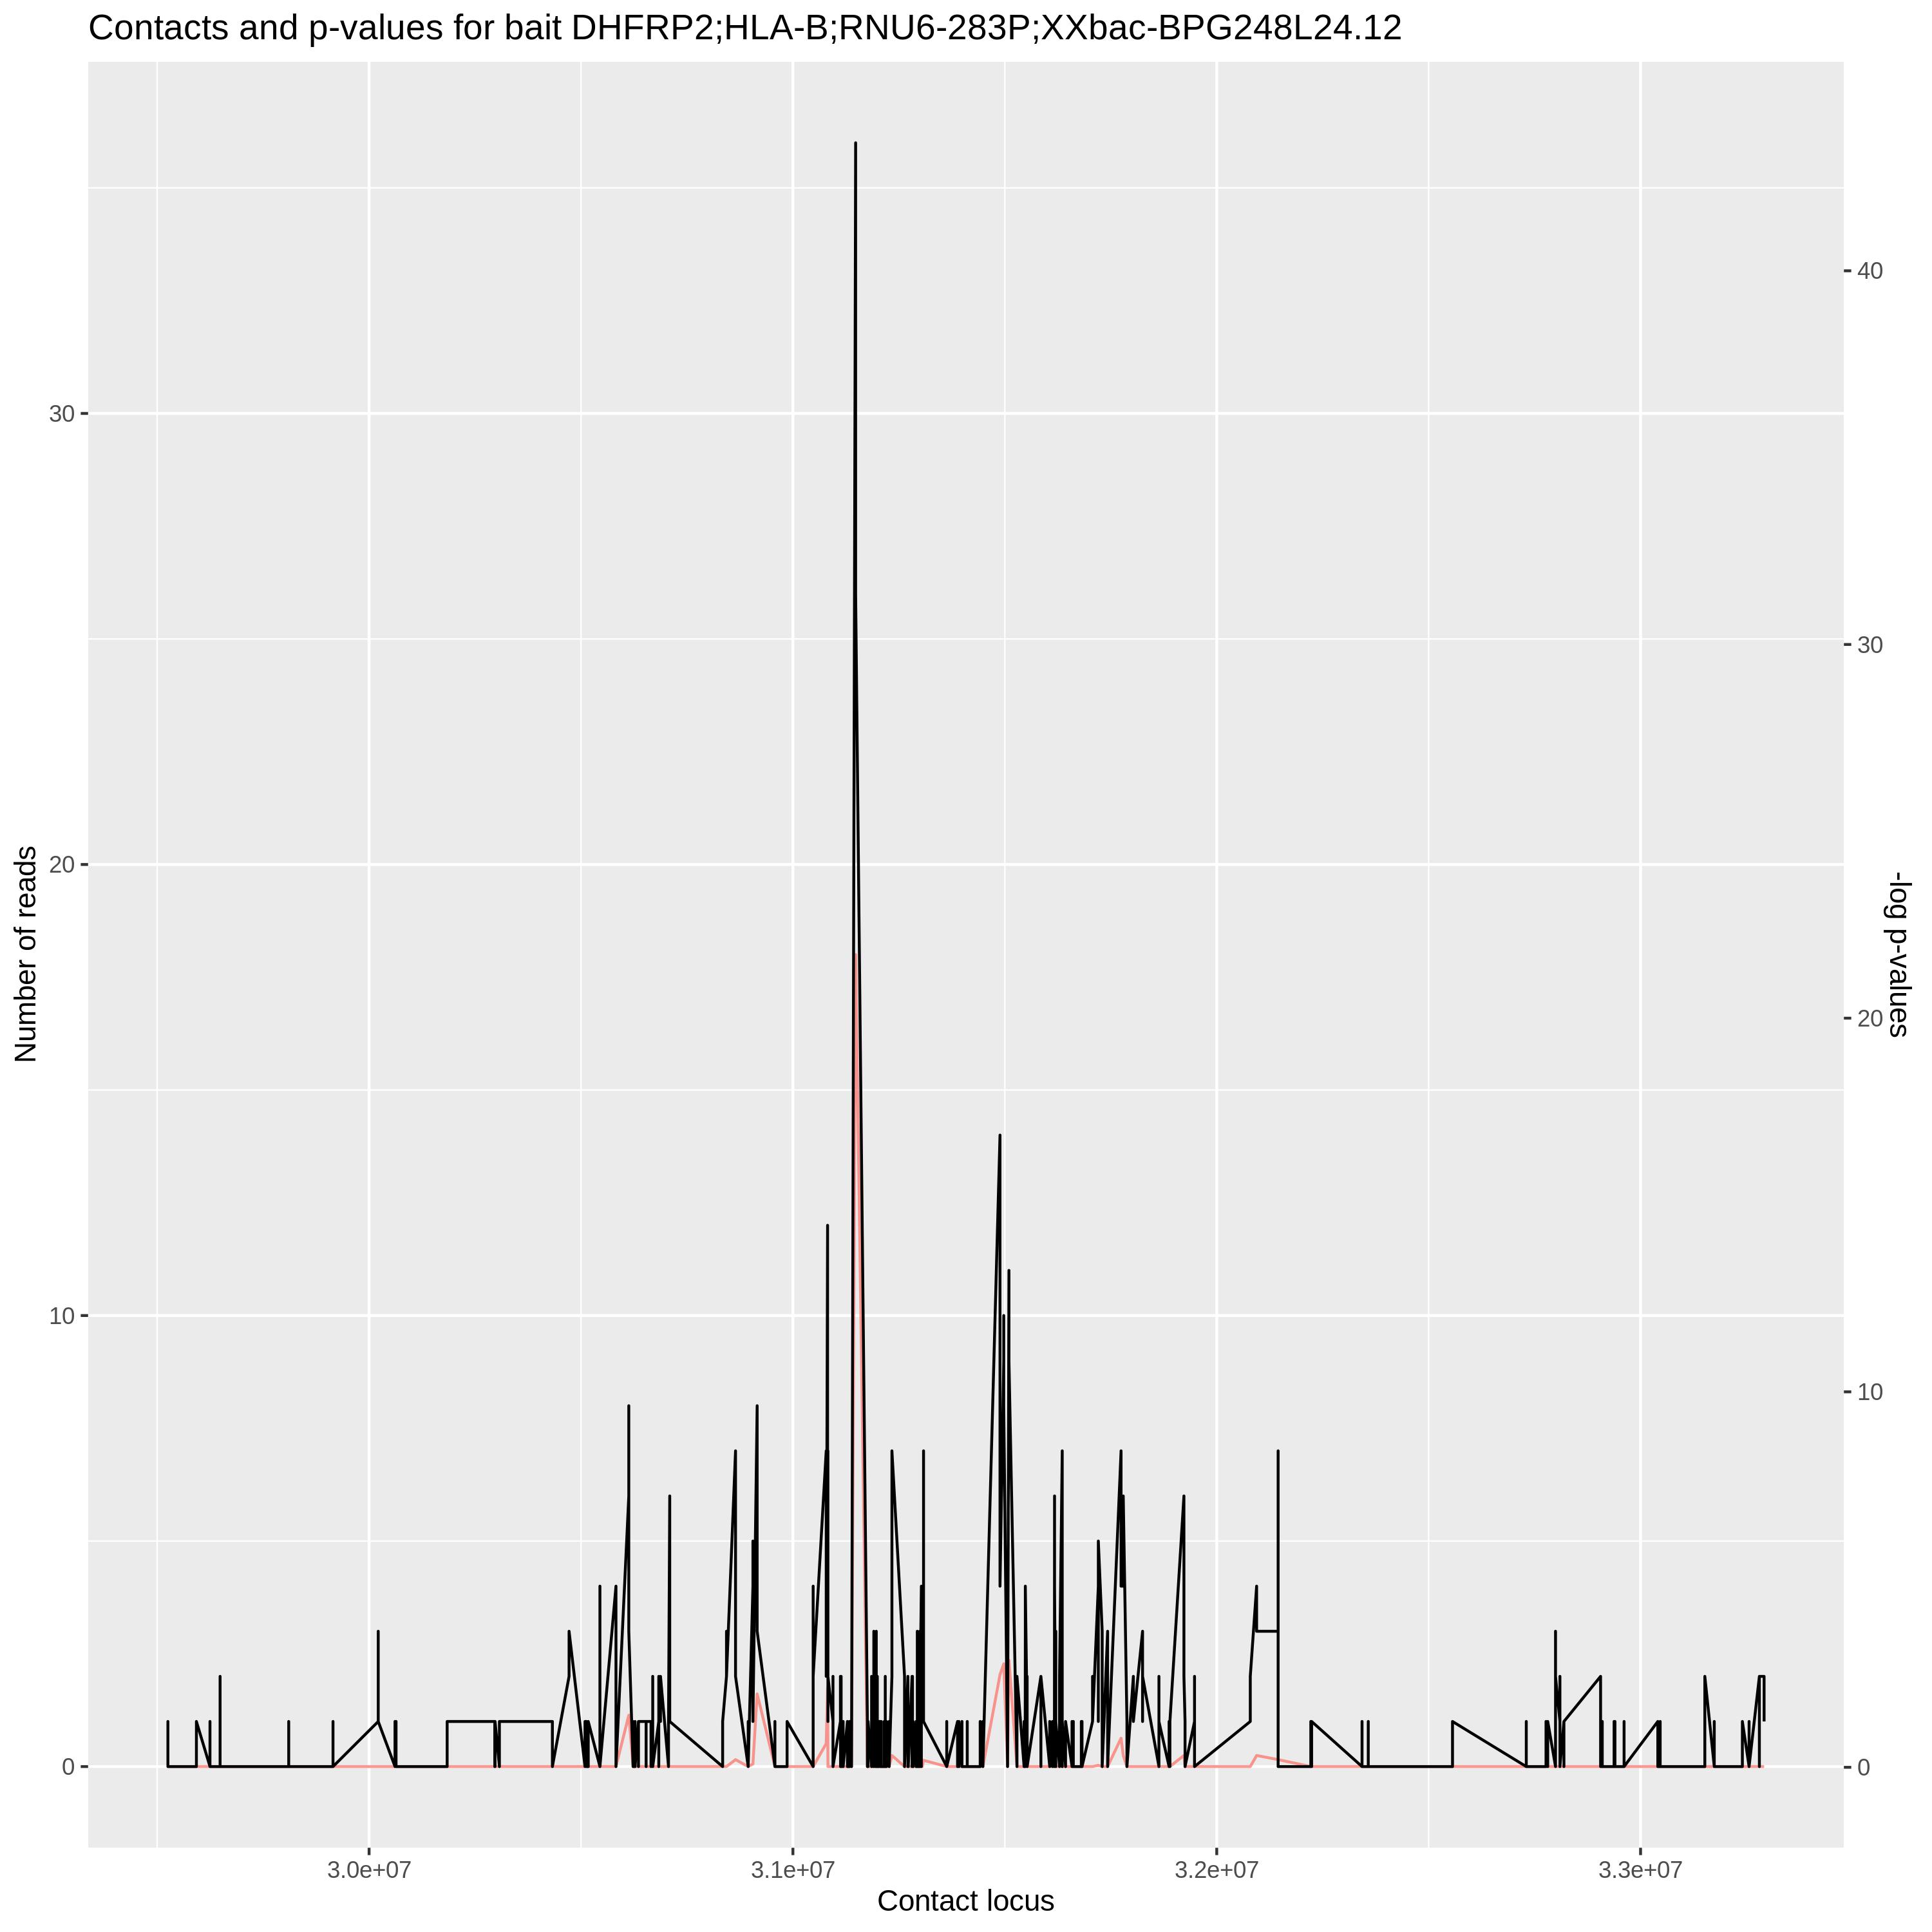 Contacts and p-values for bait DHFRP2;HLA-B;RNU6-283P;XXbac-BPG248L24.12
40
30
30
20
20
10
10
0
0
Number of reads
-log p-values
3.0e+07
3.1e+07
3.2e+07
3.3e+07
Contact locus